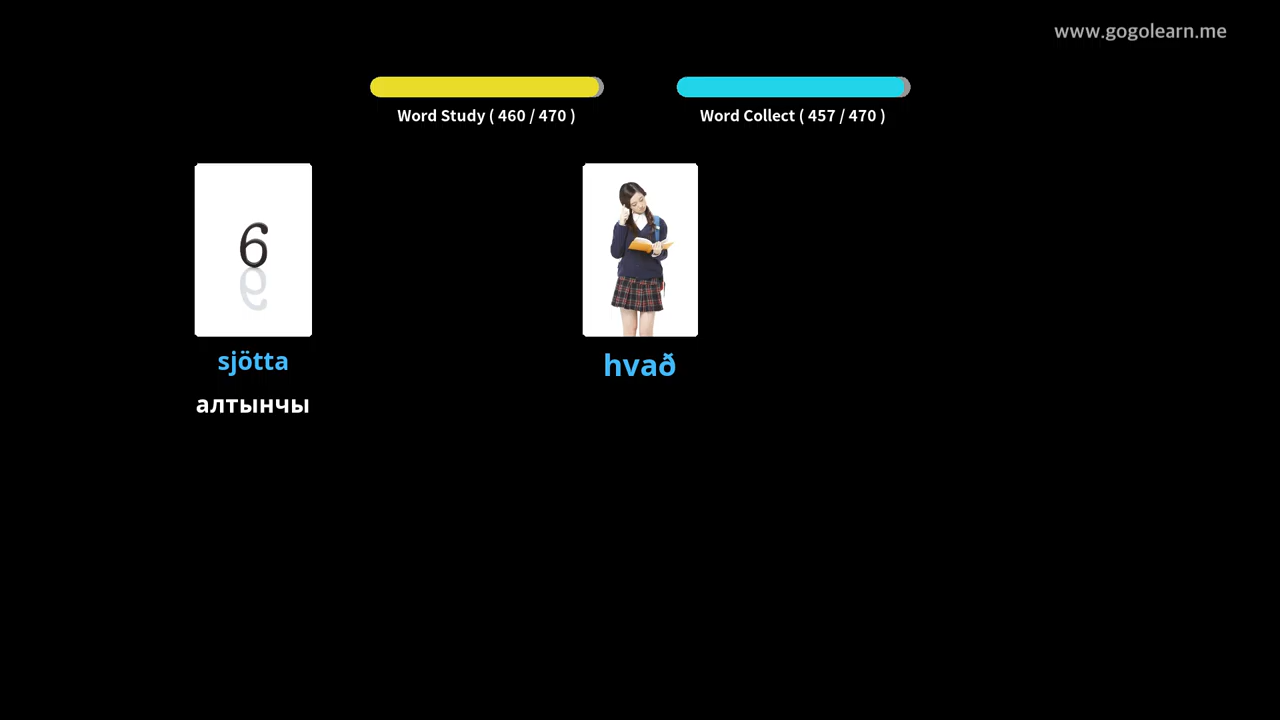 www.gogolearn.me
Word Study ( 460 / 470 )
Word Collect ( 457 / 470 )
6
sjötta
алтынчы
hvað